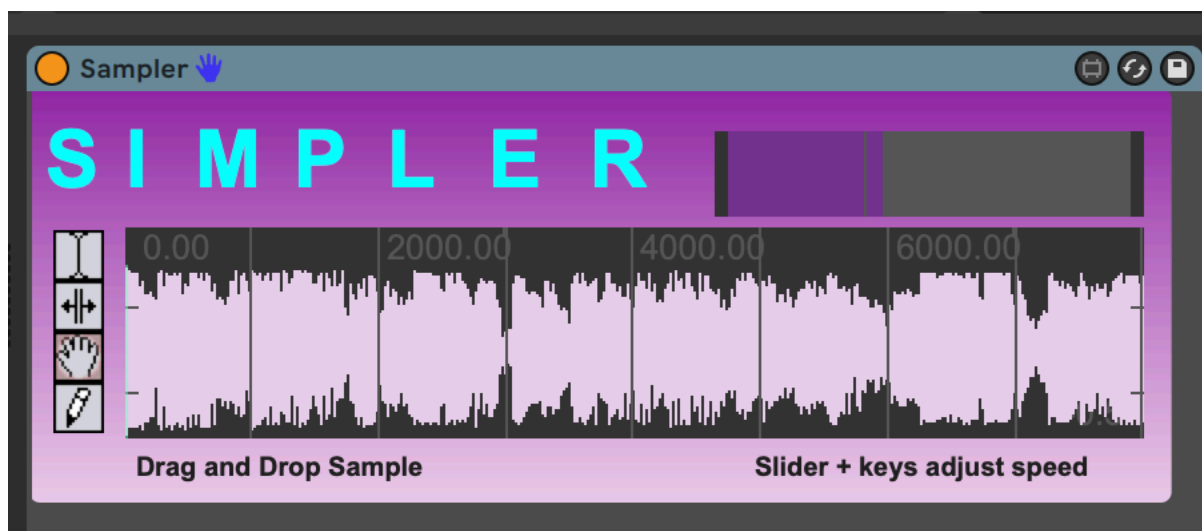 Sampler
S I M P L E R
0.00 2000.00 4000.00 6000.00
Drag and Drop Sample
Slider + keys adjust speed